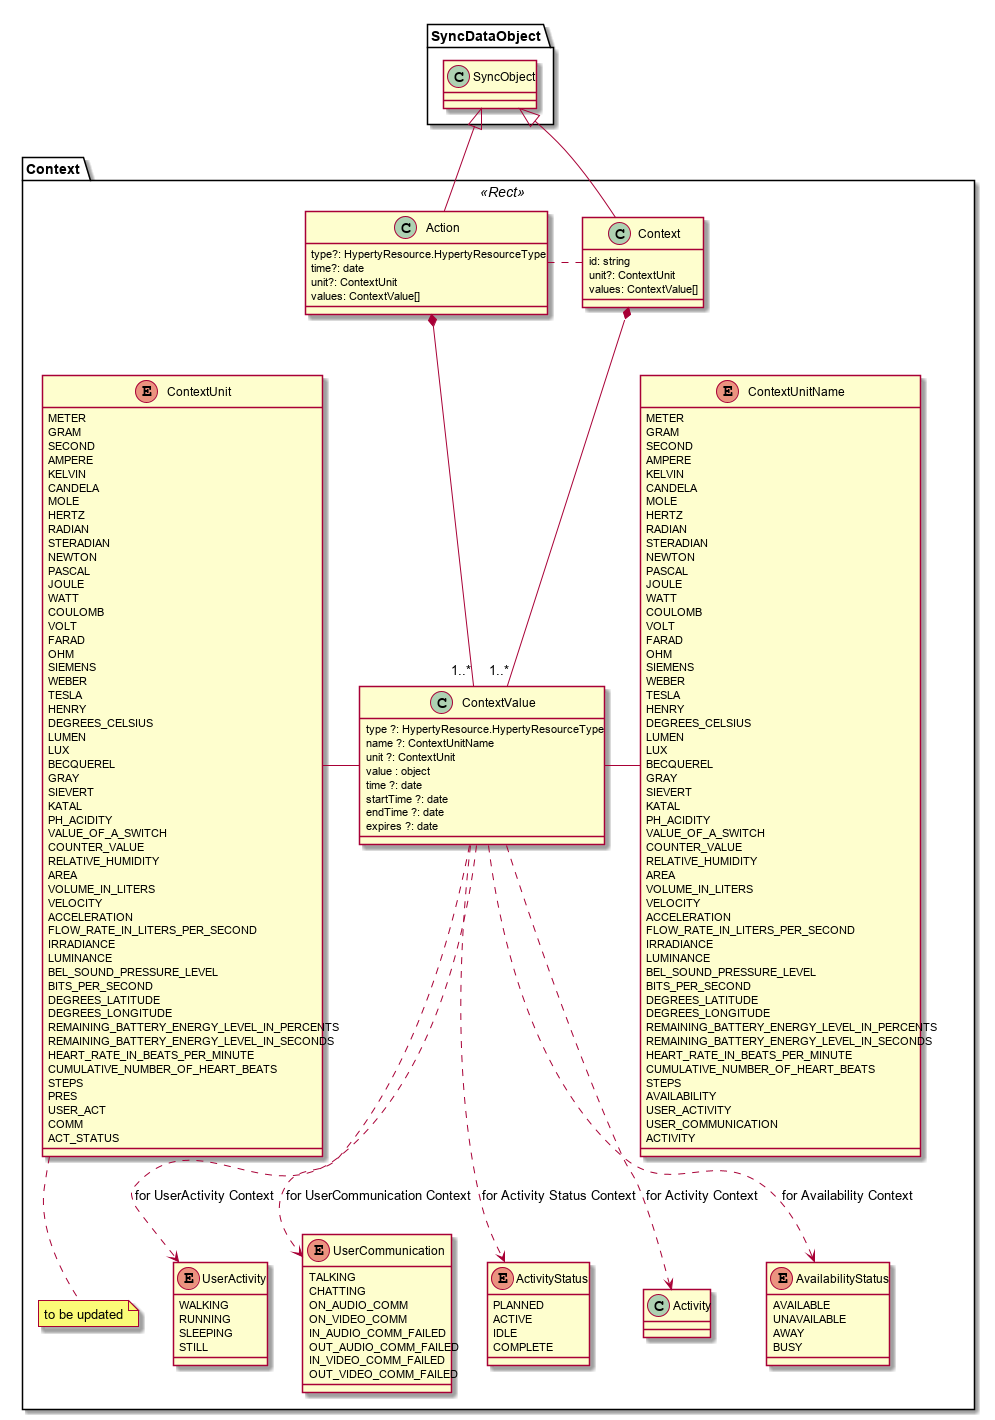 SyncDataObject
C SyncObject
Context
«Rect»
C Action
type?: HypertyResource.HypertyResourceType
time?: date
unit?: ContextUnit
values: ContextValue[]
C Context
id: string
unit?: ContextUnit
values: ContextValue[]
E ContextUnit
METER
GRAM
SECOND
AMPERE
KELVIN
CANDELA
MOLE
HERTZ
RADIAN
STERADIAN
NEWTON
PASCAL
JOULE
WATT
COULOMB
VOLT
FARAD
OHM
SIEMENS
WEBER
TESLA
HENRY
DEGREES_CELSIUS
LUMEN
LUX
BECQUEREL
GRAY
SIEVERT
KATAL
PH_ACIDITY
VALUE_OF_A_SWITCH
COUNTER_VALUE
RELATIVE_HUMIDITY
AREA
VOLUME_IN_LITERS
VELOCITY
ACCELERATION
FLOW_RATE_IN_LITERS_PER_SECOND
IRRADIANCE
LUMINANCE
BEL_SOUND_PRESSURE_LEVEL
BITS_PER_SECOND
DEGREES_LATITUDE
DEGREES_LONGITUDE
REMAINING_BATTERY_ENERGY_LEVEL_IN_PERCENTS
REMAINING_BATTERY_ENERGY_LEVEL_IN_SECONDS
HEART_RATE_IN_BEATS_PER_MINUTE
CUMULATIVE_NUMBER_OF_HEART_BEATS
STEPS
PRES
USER_ACT
COMM
ACT_STATUS
E ContextUnitName
METER
GRAM
SECOND
AMPERE
KELVIN
CANDELA
MOLE
HERTZ
RADIAN
STERADIAN
NEWTON
PASCAL
JOULE
WATT
COULOMB
VOLT
FARAD
OHM
SIEMENS
WEBER
TESLA
HENRY
DEGREES_CELSIUS
LUMEN
LUX
BECQUEREL
GRAY
SIEVERT
KATAL
PH_ACIDITY
VALUE_OF_A_SWITCH
COUNTER_VALUE
RELATIVE_HUMIDITY
AREA
VOLUME_IN_LITERS
VELOCITY
ACCELERATION
FLOW_RATE_IN_LITERS_PER_SECOND
IRRADIANCE
LUMINANCE
BEL_SOUND_PRESSURE_LEVEL
BITS_PER_SECOND
DEGREES_LATITUDE
DEGREES_LONGITUDE
REMAINING_BATTERY_ENERGY_LEVEL_IN_PERCENTS
REMAINING_BATTERY_ENERGY_LEVEL_IN_SECONDS
HEART_RATE_IN_BEATS_PER_MINUTE
CUMULATIVE_NUMBER_OF_HEART_BEATS
STEPS
AVAILABILITY
USER_ACTIVITY
USER_COMMUNICATION
ACTIVITY
1..* 1..*
C ContextValue
type ?: HypertyResource.HypertyResourceType
name ?: ContextUnitName
unit ?: ContextUnit
value : object
time ?: date
startTime ?: date
endTime ?: date
expires ?: date
for UserActivity Context
for UserCommunication Context
for Activity Status Context
for Activity Context
for Availability Context
to be updated
E UserActivity
WALKING
RUNNING
SLEEPING
STILL
E UserCommunication
TALKING
CHATTING
ON_AUDIO_COMM
ON_VIDEO_COMM
IN_AUDIO_COMM_FAILED
OUT_AUDIO_COMM_FAILED
IN_VIDEO_COMM_FAILED
OUT_VIDEO_COMM_FAILED
E ActivityStatus
PLANNED
ACTIVE
IDLE
COMPLETE
C Activity
E AvailabilityStatus
AVAILABLE
UNAVAILABLE
AWAY
BUSY